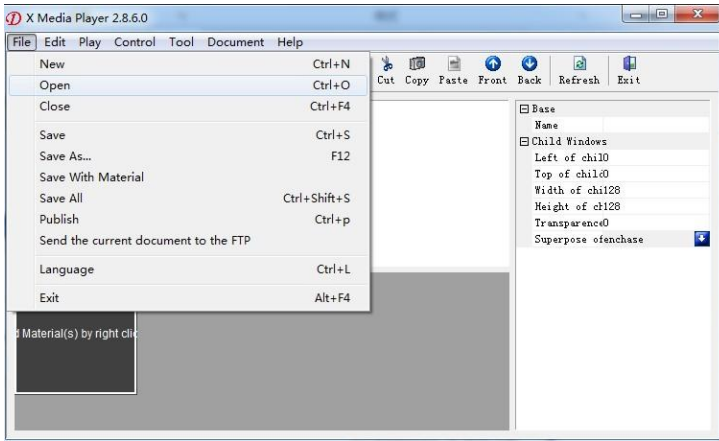 X Media Player 2.8.6.0
File Edit Play Control Tool Document Help
New Ctrl+N
Open Ctrl+O
Close Ctrl+F4
Save Ctrl+S
Save As... F12
Save With Material
Save All Ctrl+Shift+S
Publish Ctrl+p
Send the current document to the FTP
Language Ctrl+L
Exit Alt+F4
Cut Copy Paste Front Back Refresh Exit
Base
Name
Child Windows
Left of chil0
Top of chil0
Width of chi128
Height of ch128
Transparence0
Superpose ofenchase
d Material(s) by right clic